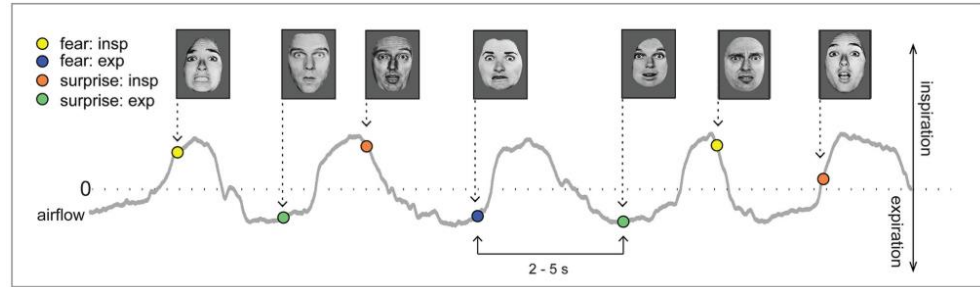 fear: insp
fear: exp
surprise: insp
surprise: exp
0
airflow
2 - 5 s
inspiration
expiration